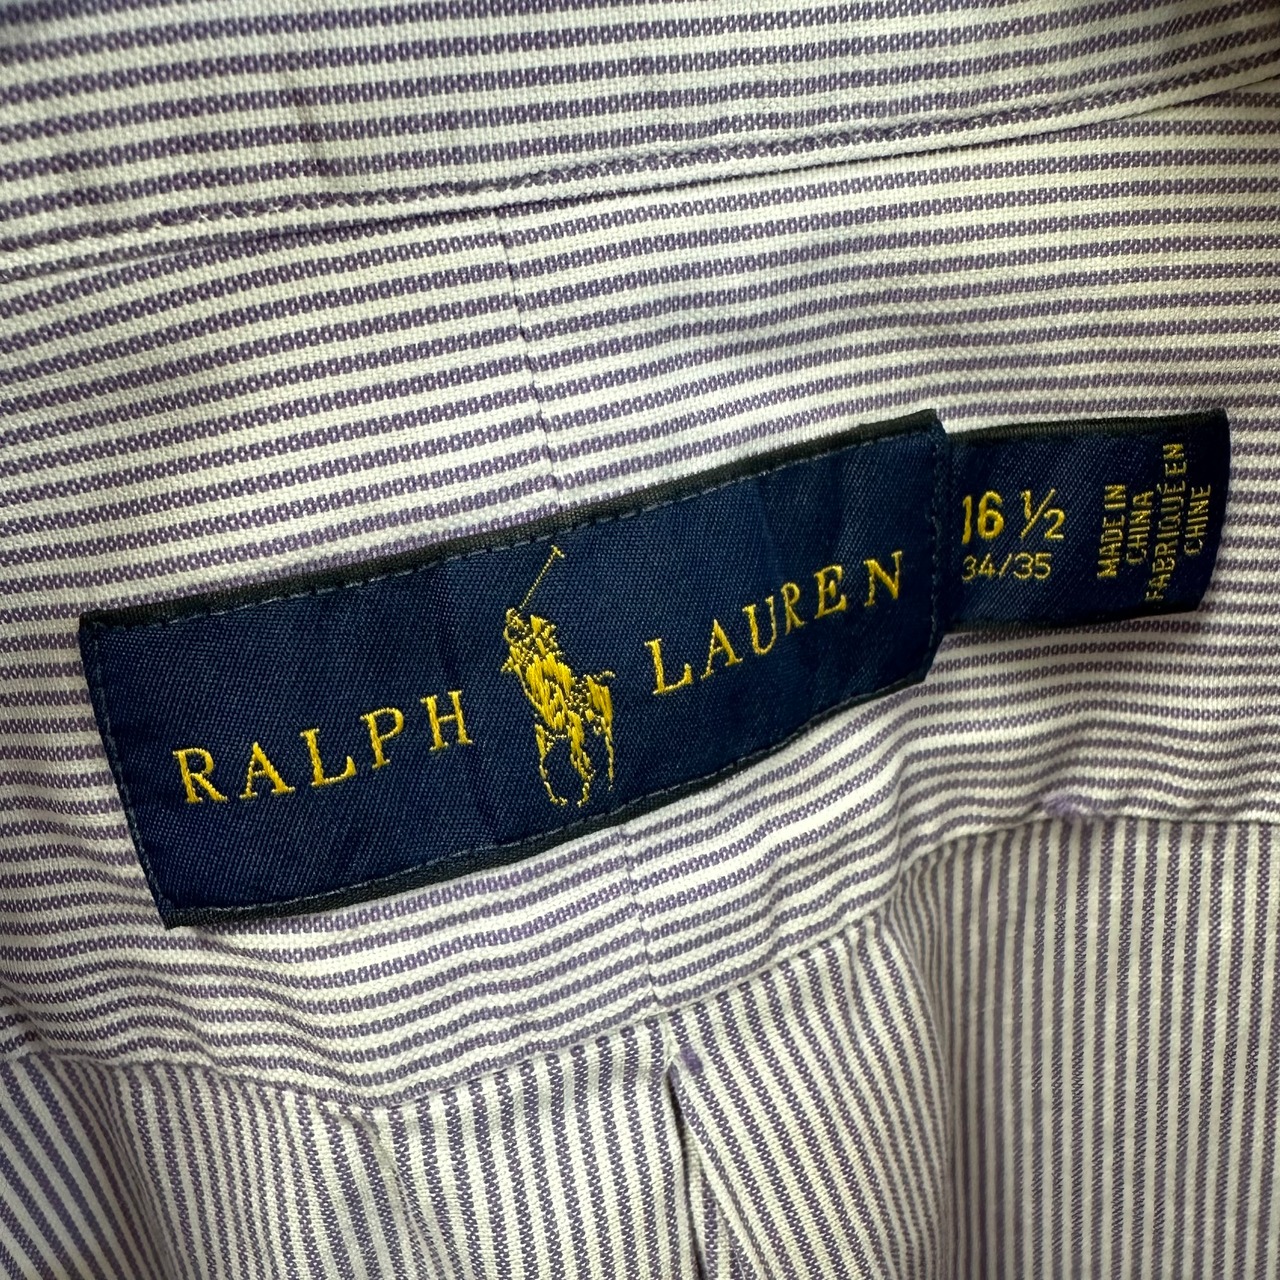 RALPH LAUREN
16 ½
34/35
MADE IN
CHINA
FABRIQUÉ EN
CHINE